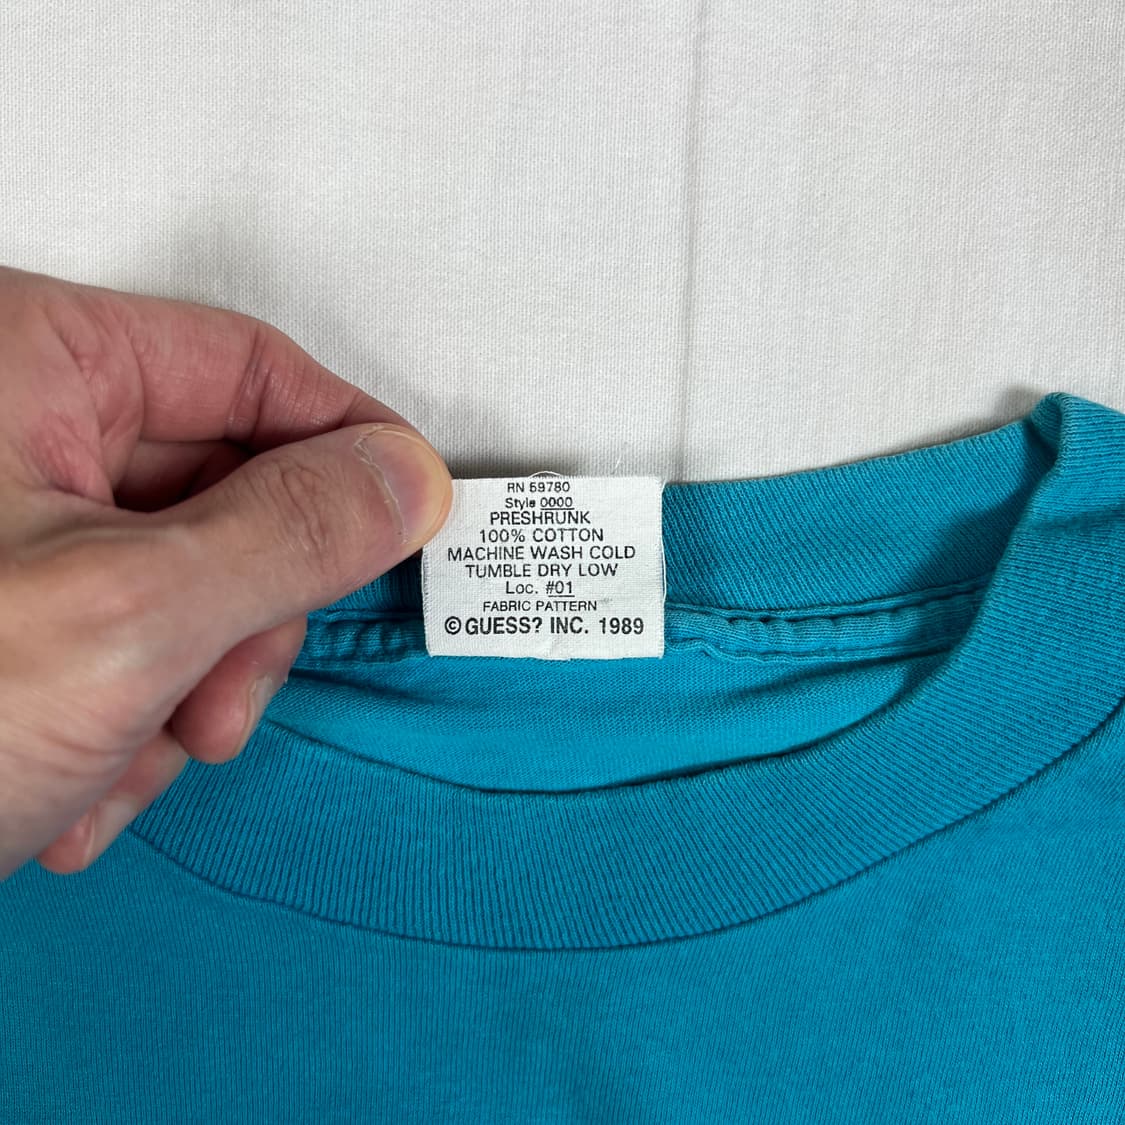 RN 59780
Style 0000
PRESHRUNK
100% COTTON
MACHINE WASH COLD
TUMBLE DRY LOW
Loc. #01
FABRIC PATTERN
© GUESS? INC. 1989